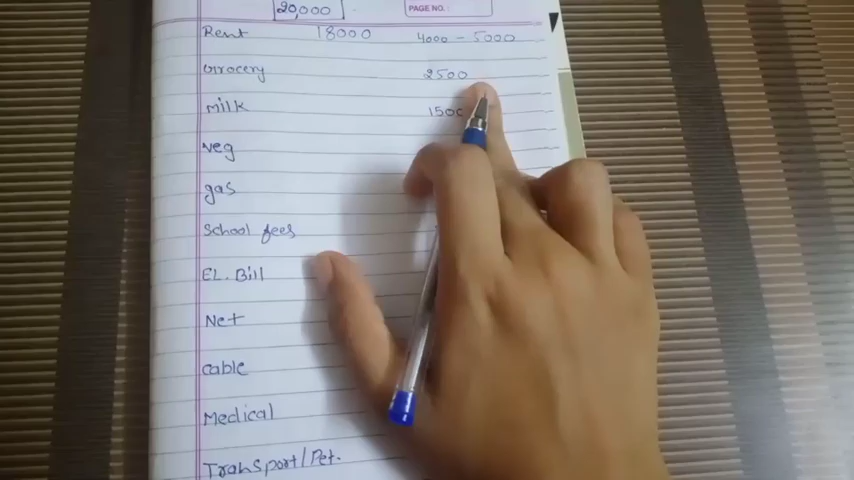 20,000 PAGE NO.:
Rent 18000 4000 - 5000
Grocery 2500
Milk 1500
Veg
gas
School fees
EL. Bill
Net
cable
Medical
Transport/Pet.